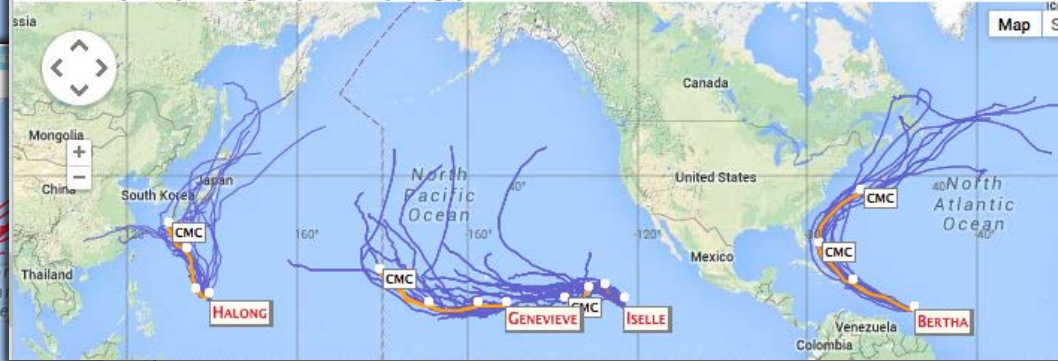 ssia
Map S
Canada
Mongolia
+
−
China
South Korea
Japan
North
Pacific
Ocean
40°
United States
40°
North
Atlantic
Ocean
CMC
CMC
160°
-160°
-120°
-40°
CMC
CMC
Mexico
Thailand
HALONG
GENEVIEVE
CMC
ISELLE
BERTHA
Venezuela
Colombia